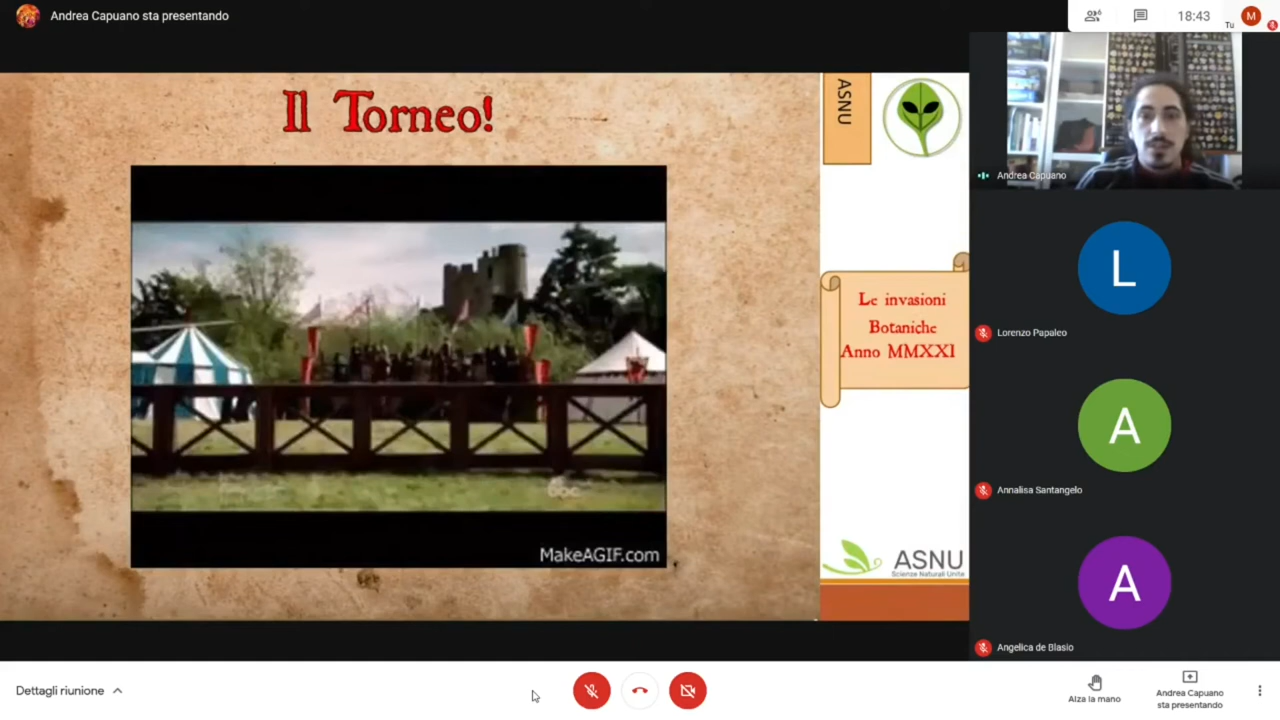 Andrea Capuano sta presentando
6
18:43
Tu
M
Il Torneo!
ASNU
Andrea Capuano
MakeAGIF.com
Le invasioni
Botaniche
Anno MMXXI
ASNU
Scienze Naturali Unite
L
Lorenzo Papaleo
A
Annalisa Santangelo
A
Angelica de Blasio
Dettagli riunione
Alza la mano
Andrea Capuano
sta presentando